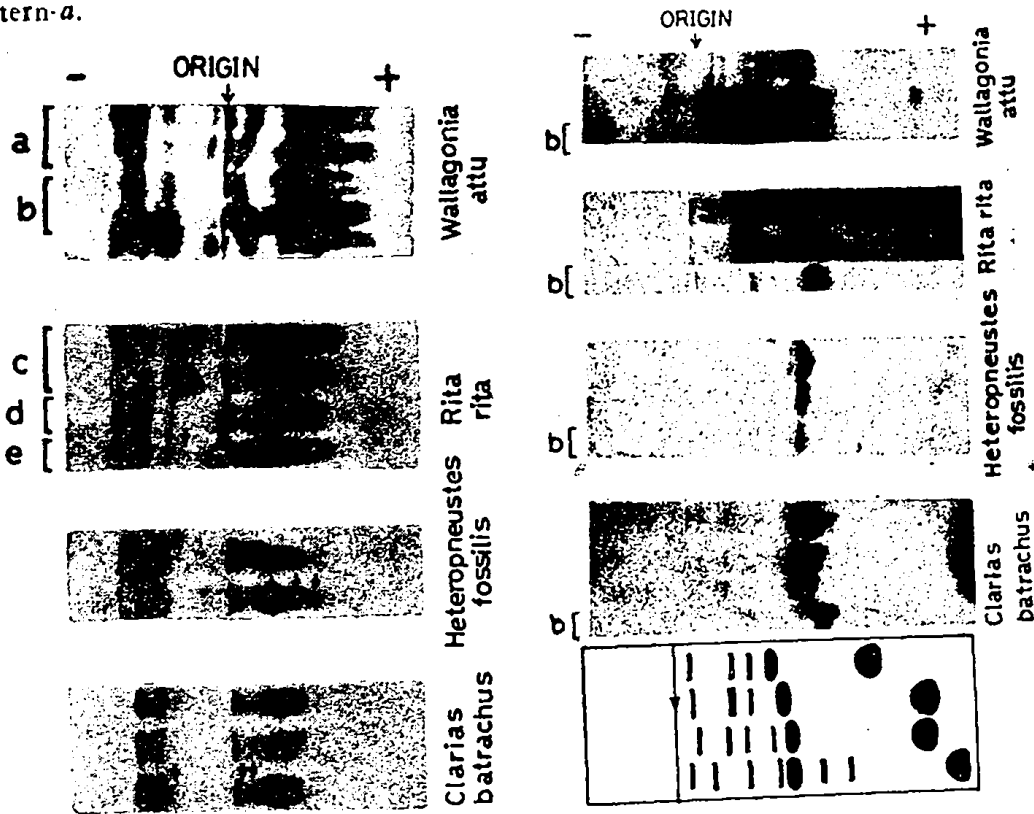 tern-a.
ORIGIN
- +
a
b
Wallagonia
attu
c
d
e
Rita
rita
Heteropneustes
fossilis
Clarias
batrachus
ORIGIN
- +
b[
Wallagonia
attu
b[
Rita rita
b[
Heteropneustes
fossilis
b[
Clarias
batrachus